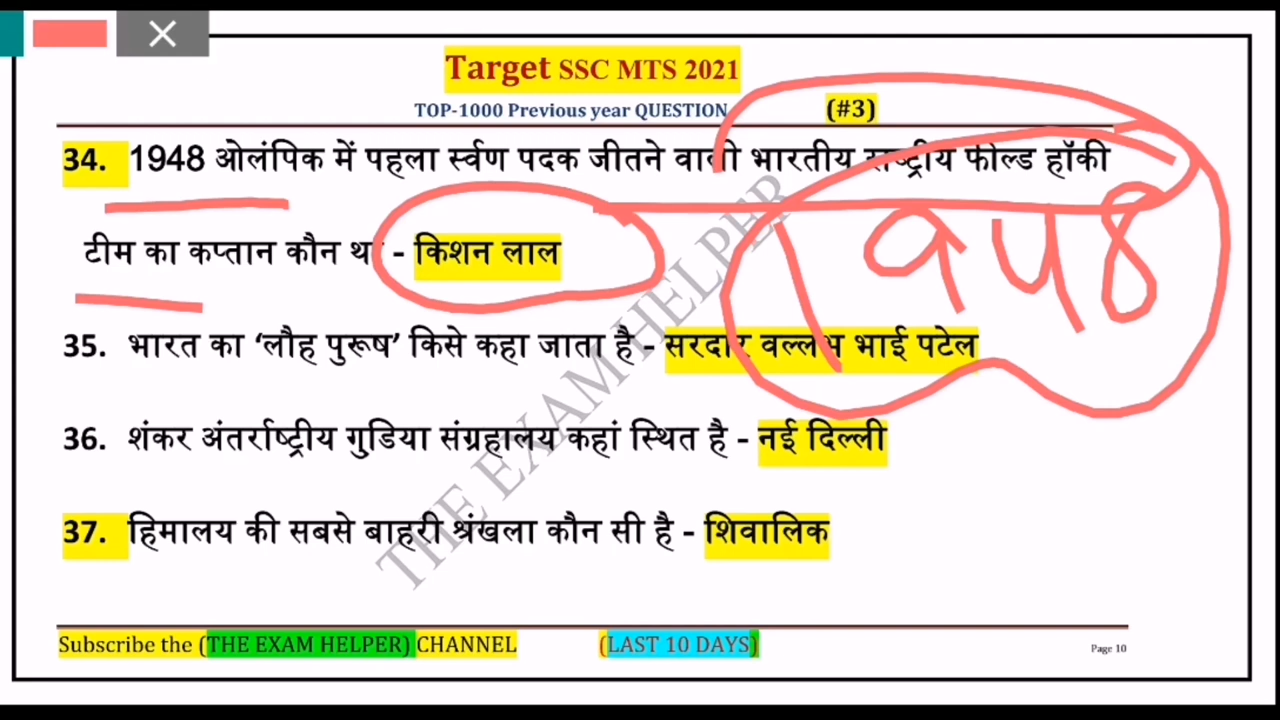 Target SSC MTS 2021
TOP-1000 Previous year QUESTION (#3)
34. 1948 ओलंपिक में पहला र्स्वण पदक जीतने वाली भारतीय राष्ट्रीय फील्ड हॉकी
टीम का कप्तान कौन था - किशन लाल
1948
35. भारत का ‘लौह पुरूष’ किसे कहा जाता है - सरदार वल्लभ भाई पटेल
36. शंकर अंतर्राष्ट्रीय गुडिया संग्रहालय कहां स्थित है - नई दिल्ली
37. हिमालय की सबसे बाहरी श्रंखला कौन सी है - शिवालिक
THE EXAM HELPER
Subscribe the (THE EXAM HELPER) CHANNEL (LAST 10 DAYS)
Page 10